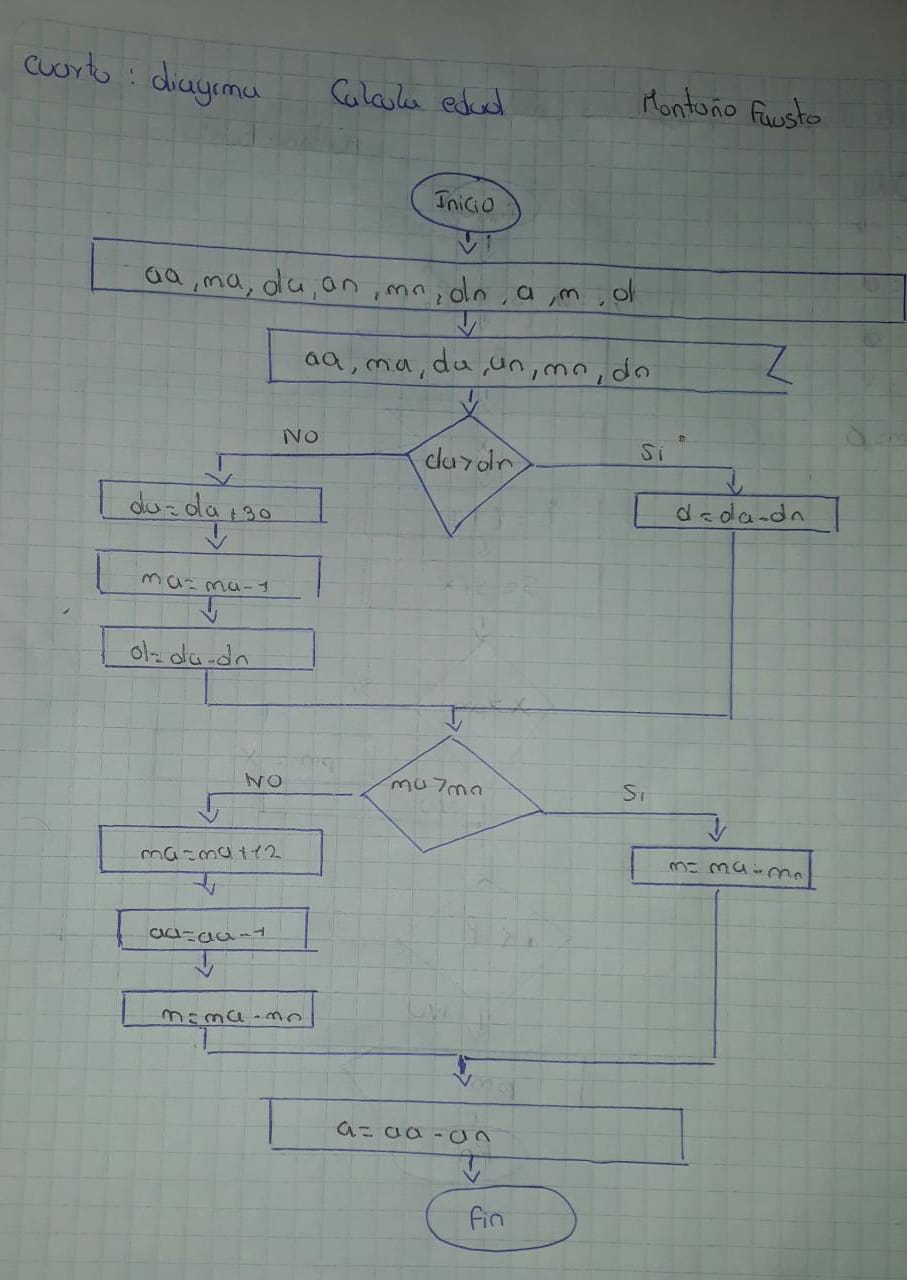 cuarto: diagrma Calcula edad Montaño Fausto
Inicio
aa, ma, da, an, mn, dn, a, m, d
aa, ma, da, an, mn, dn
NO da>dn Si
da=da+30 d=da-dn
ma=ma-1
d=da-dn
NO ma>mn Si
ma=ma+12 m=ma-mn
aa=aa-1
m=ma-mn
a=aa-an
fin